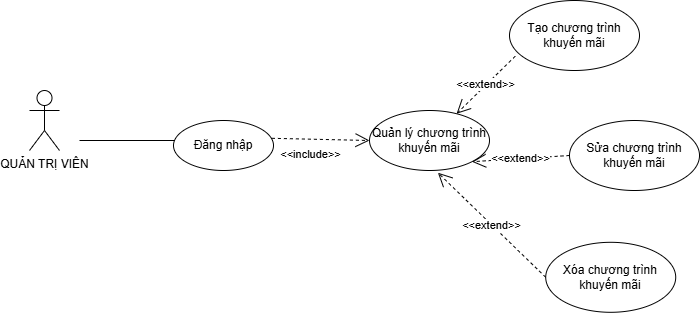 Tạo chương trình
khuyến mãi
<<extend>>
QUẢN TRỊ VIÊN
Đăng nhập
<<include>>
Quản lý chương trình
khuyến mãi
<<extend>>
Sửa chương trình
khuyến mãi
<<extend>>
Xóa chương trình
khuyến mãi